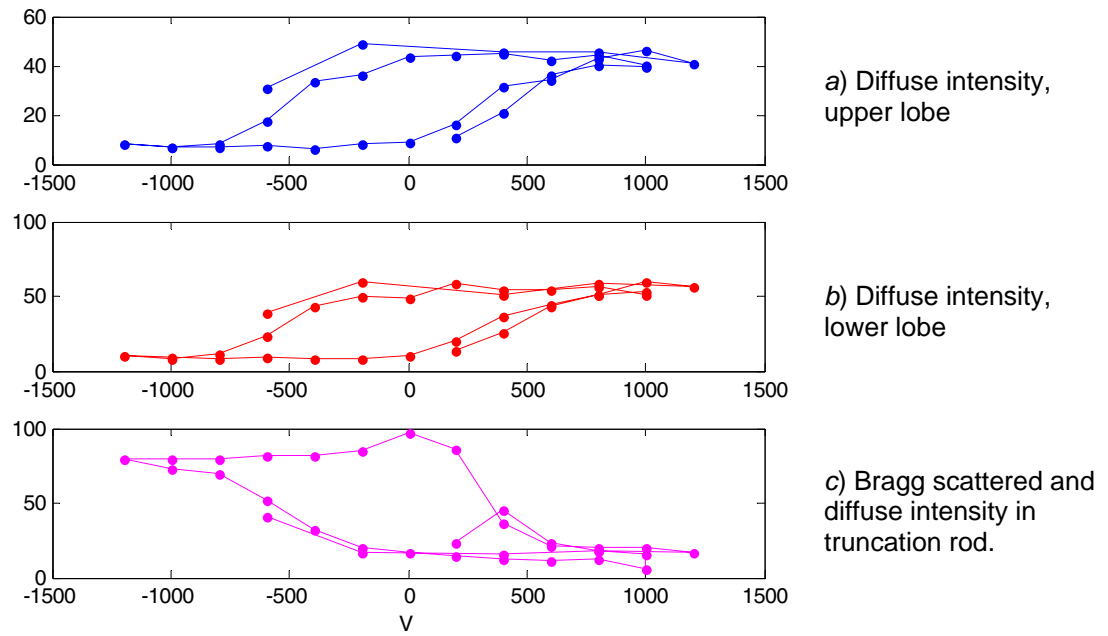 60
40
20
0
-1500 -1000 -500 0 500 1000 1500
a) Diffuse intensity,
upper lobe
100
50
0
-1500 -1000 -500 0 500 1000 1500
b) Diffuse intensity,
lower lobe
100
50
0
-1500 -1000 -500 0 500 1000 1500
V
c) Bragg scattered and
diffuse intensity in
truncation rod.